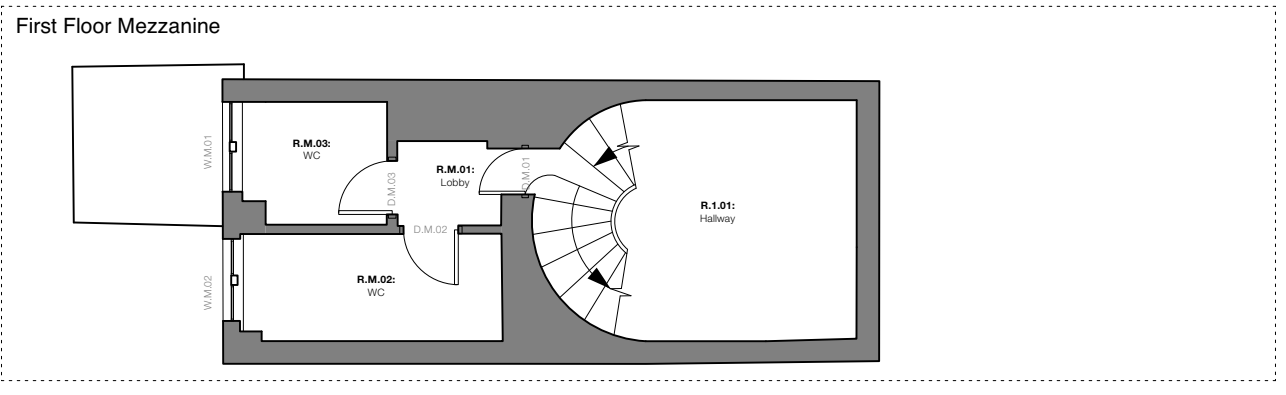 First Floor Mezzanine
W.M.01
R.M.03:
WC
D.M.03
R.M.01:
Lobby
D.M.01
R.1.01:
Hallway
D.M.02
W.M.02
R.M.02:
WC